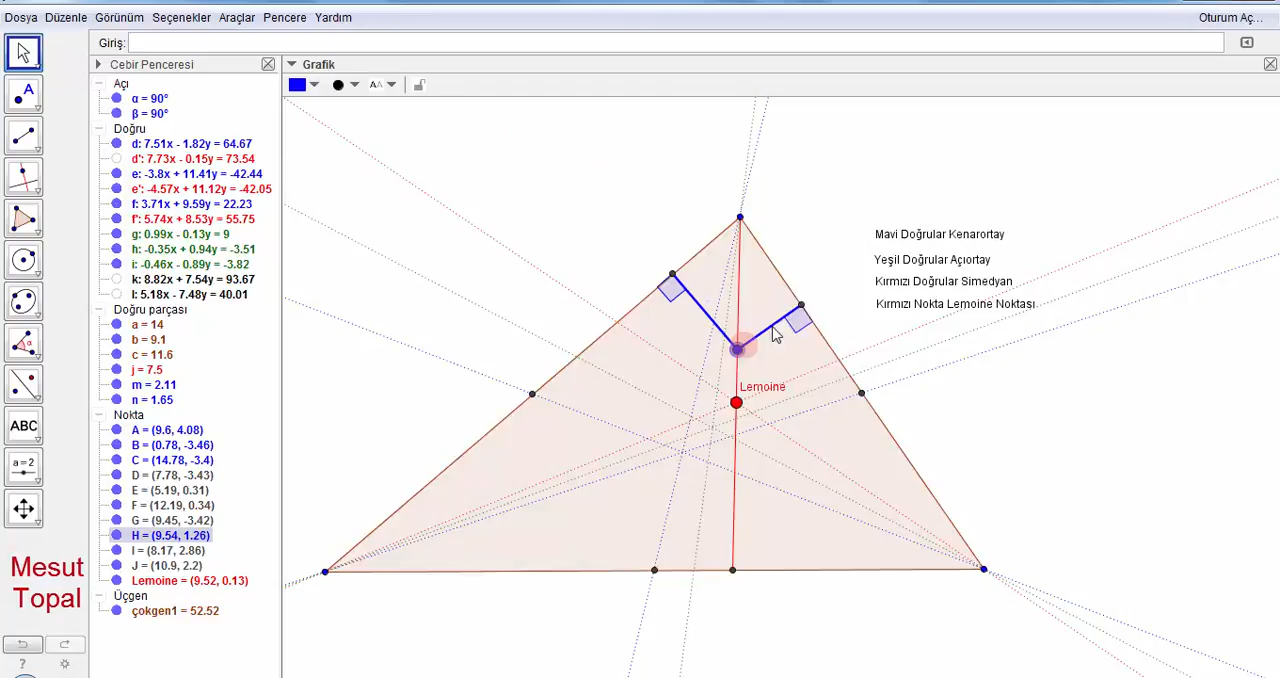 Dosya Düzenle Görünüm Seçenekler Araçlar Pencere Yardım Oturum Aç...
Giriş:
Cebir Penceresi Grafik
AA
Açı
α = 90°
β = 90°
Doğru
d: 7.51x - 1.82y = 64.67
d': 7.73x - 0.15y = 73.54
e: -3.8x + 11.41y = -42.44
e': -4.57x + 11.12y = -42.05
f: 3.71x + 9.59y = 22.23
f': 5.74x + 8.53y = 55.75
g: 0.99x - 0.13y = 9
h: -0.35x + 0.94y = -3.51
i: -0.46x - 0.89y = -3.82
k: 8.82x + 7.54y = 93.67
l: 5.18x - 7.48y = 40.01
Doğru parçası
a = 14
b = 9.1
c = 11.6
j = 7.5
m = 2.11
n = 1.65
Nokta
A = (9.6, 4.08)
B = (0.78, -3.46)
C = (14.78, -3.4)
D = (7.78, -3.43)
E = (5.19, 0.31)
F = (12.19, 0.34)
G = (9.45, -3.42)
H = (9.54, 1.26)
I = (8.17, 2.86)
J = (10.9, 2.2)
Lemoine = (9.52, 0.13)
Üçgen
çokgen1 = 52.52
A
α
ABC
a=2
Mesut
Topal
?
Mavi Doğrular Kenarortay
Yeşil Doğrular Açıortay
Kırmızı Doğrular Simedyan
Kırmızı Nokta Lemoine Noktası
Lemoine